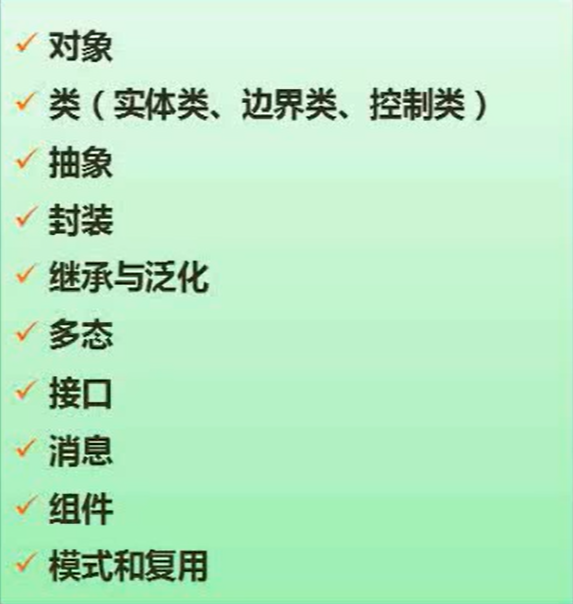 ✓ 对象
✓ 类（实体类、边界类、控制类）
✓ 抽象
✓ 封装
✓ 继承与泛化
✓ 多态
✓ 接口
✓ 消息
✓ 组件
✓ 模式和复用